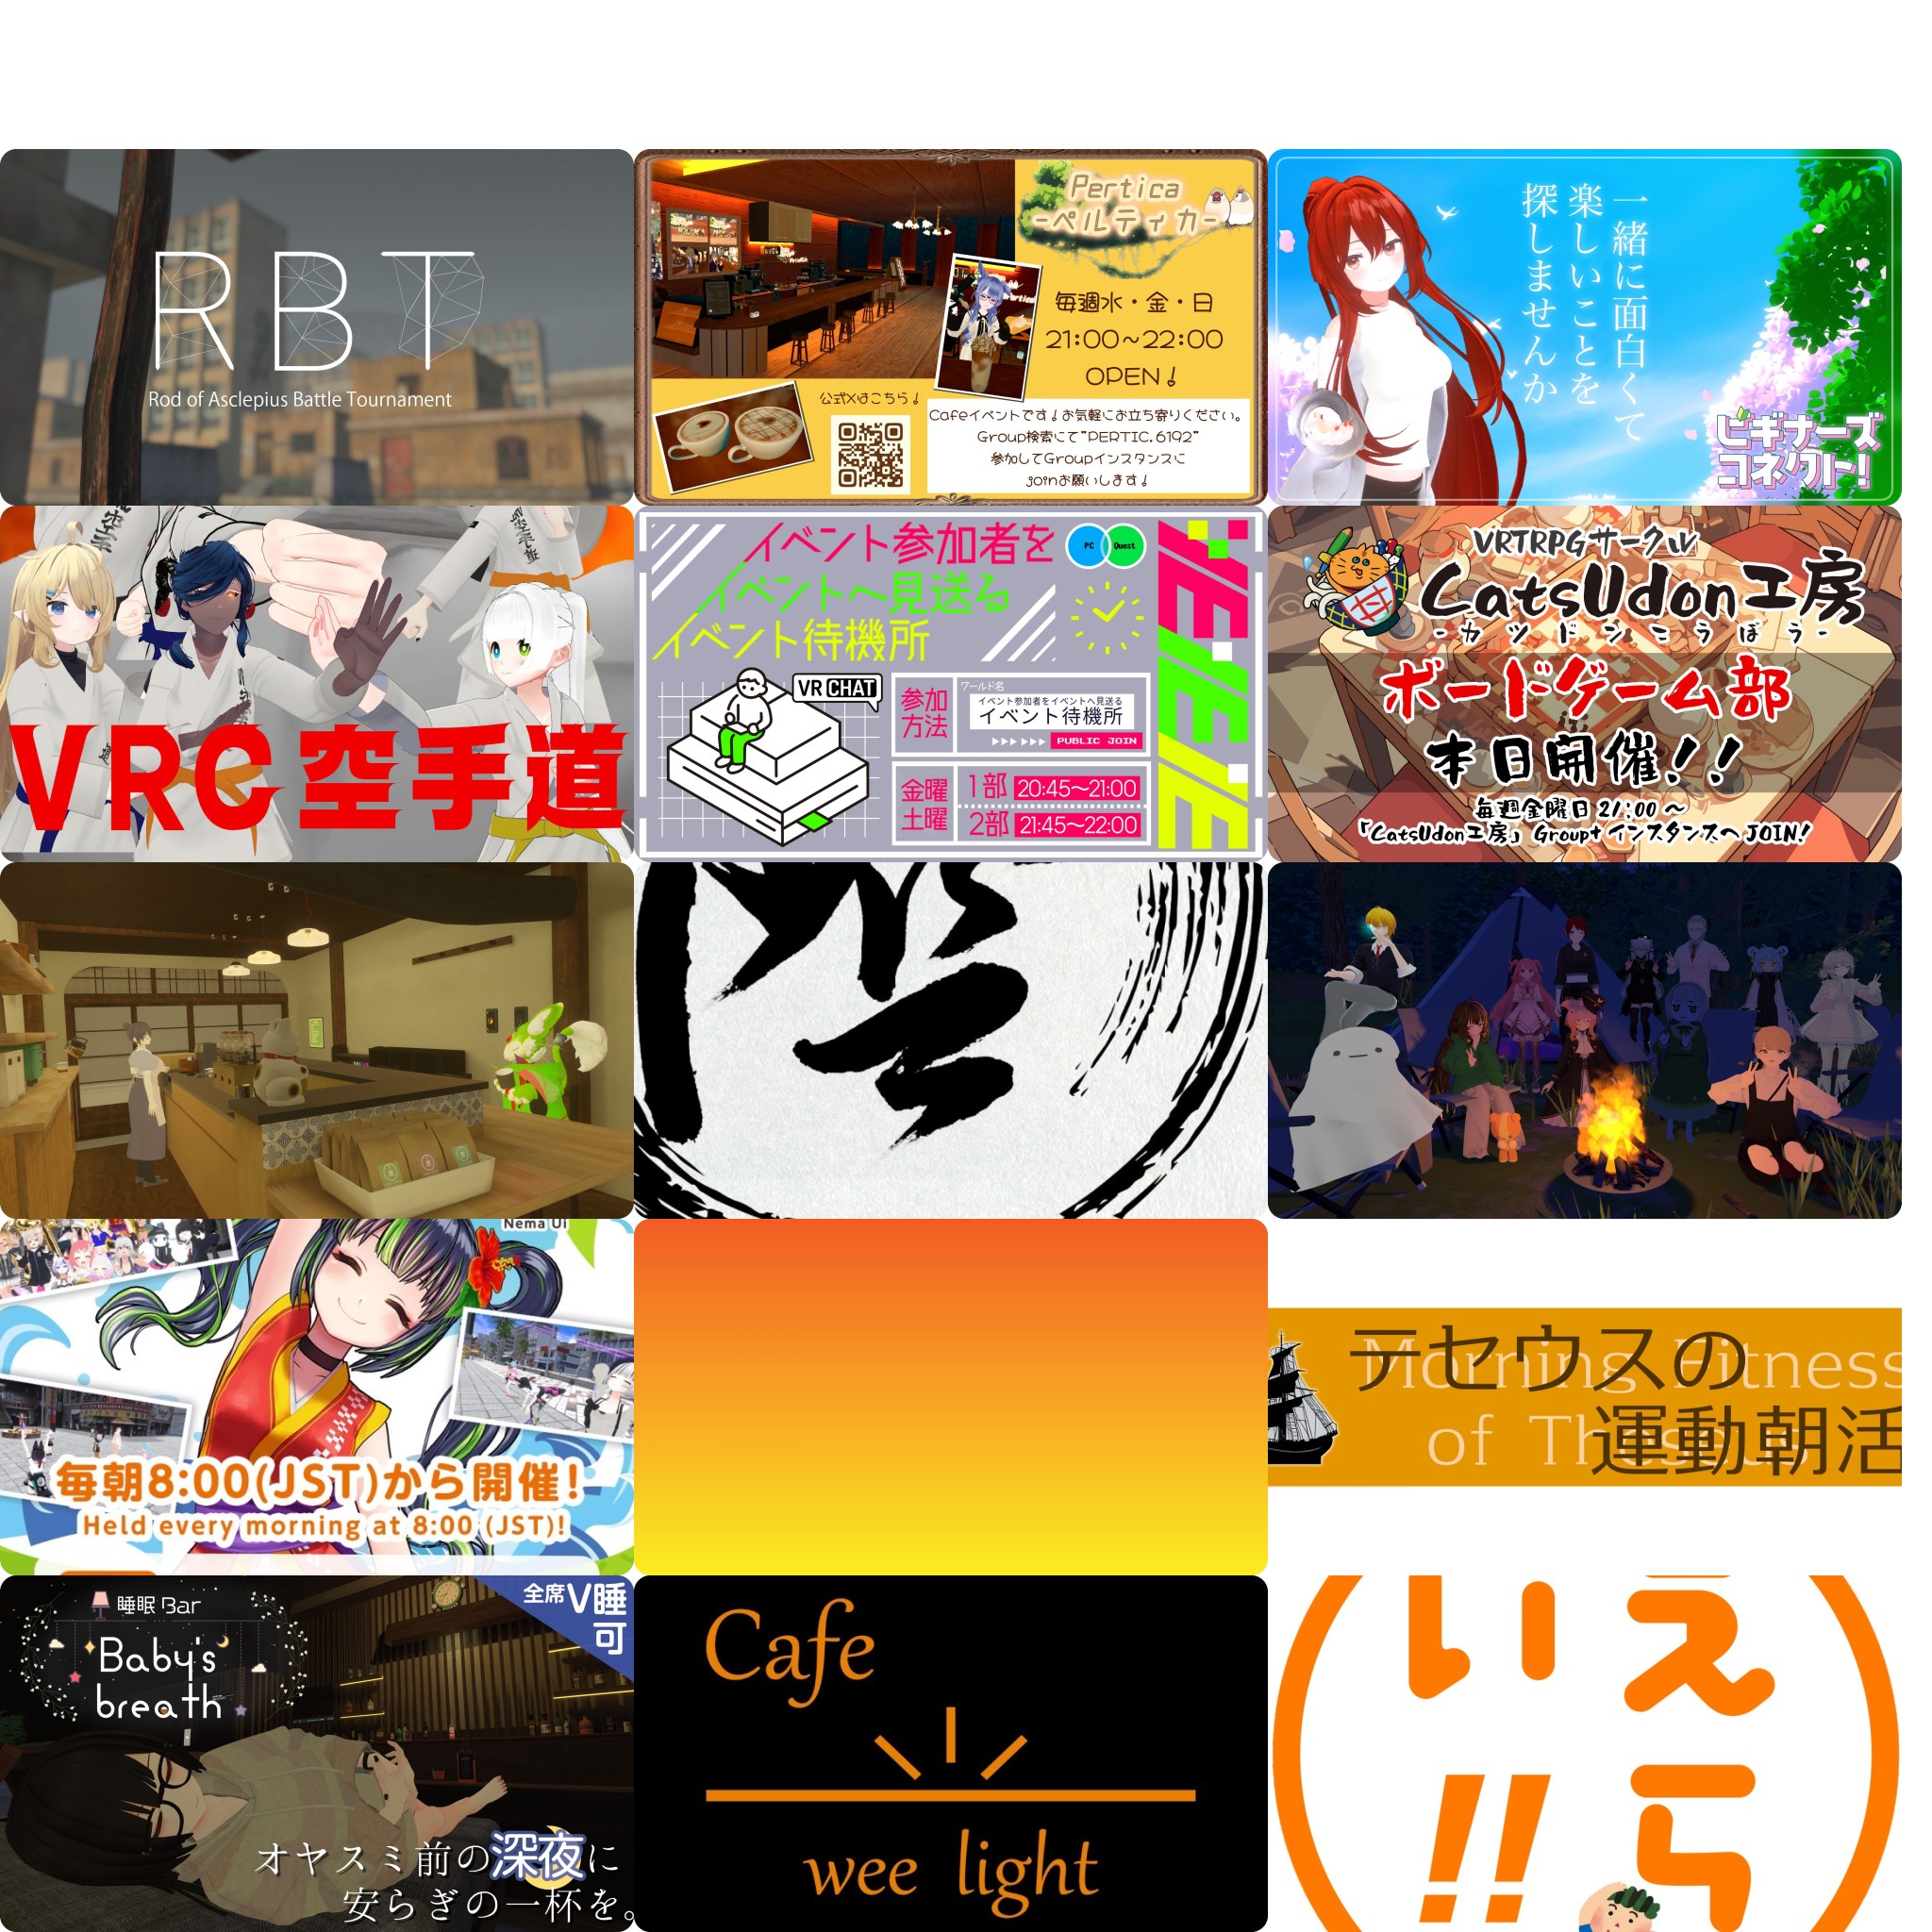 RBT
Rod of Asclepius Battle Tournament
Pertica
-ペルティカ-
毎週水・金・日
21:00~22:00
OPEN!
公式Xはこちら!
Cafeイベントです!お気軽にお立ち寄りください。
Group検索にて"PERTIC.6192"
参加してGroupインスタンスに
joinお願いします!
一緒に面白くて
楽しいことを
探しませんか
ビギナーズ
コネクト!
VRC空手道
イベント参加者を
イベントへ見送る
イベント待機所
PC
Quest
VRCHAT
参加
方法
ワールド名
イベント参加者をイベントへ見送る
イベント待機所
PUBLIC JOIN
金曜
土曜
1部 20:45~21:00
2部 21:45~22:00
VRTRPGサークル
CatsUdon工房
-カツドンこうぼう-
ボードゲーム部
本日開催!!
毎週金曜日 21:00 ~
「CatsUdon工房」Group+インスタンスへJOIN!
Nema Ui
毎朝8:00(JST)から開催!
Held every morning at 8:00 (JST)!
テセウスの
運動朝活
Morning Fitness
of Theseus
睡眠Bar
Baby's
breath
全席V睡
可
オヤスミ前の深夜に
安らぎの一杯を。
Cafe
wee light
えら
い!!